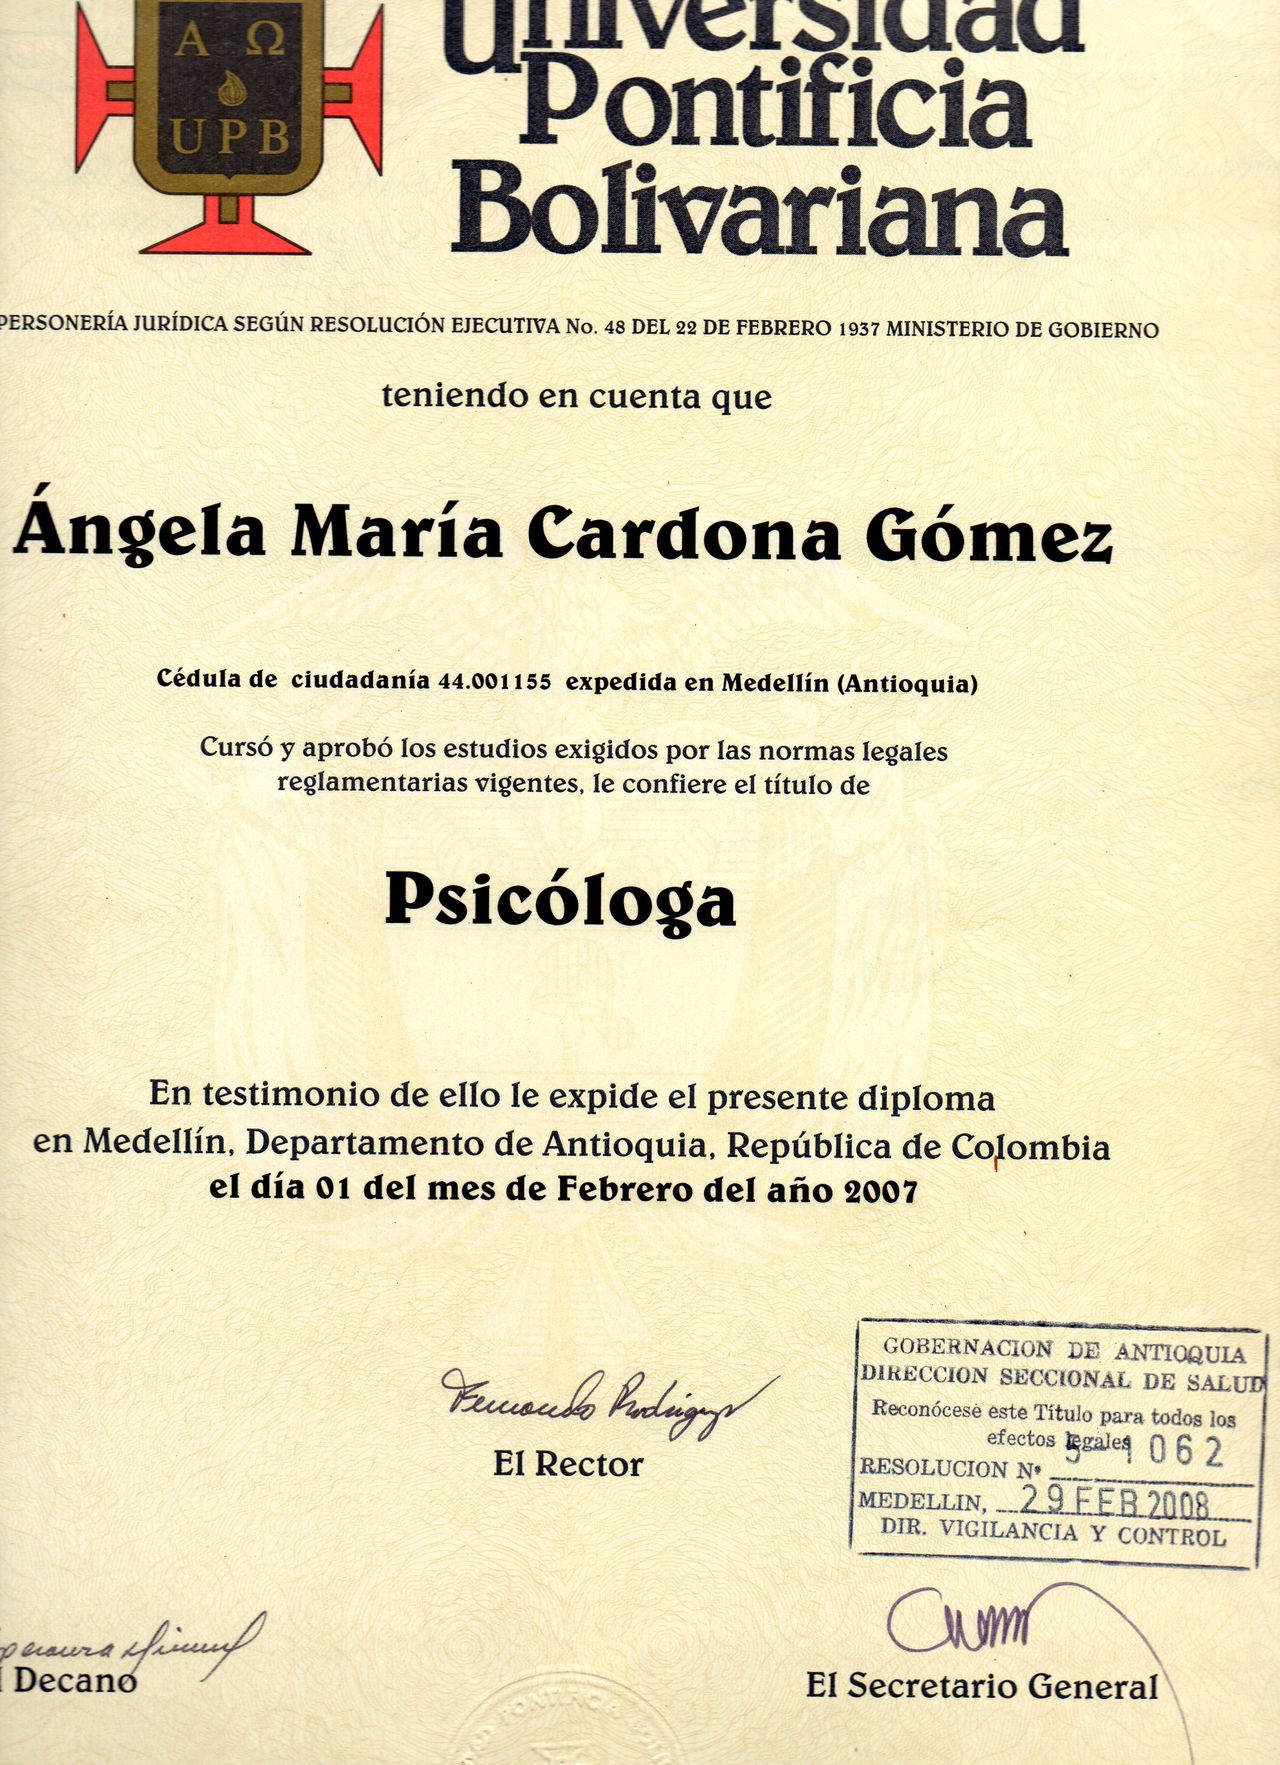 Α Ω
UPB
Universidad
Pontificia
Bolivariana
PERSONERÍA JURÍDICA SEGÚN RESOLUCIÓN EJECUTIVA No. 48 DEL 22 DE FEBRERO 1937 MINISTERIO DE GOBIERNO
teniendo en cuenta que
Ángela María Cardona Gómez
Cédula de ciudadanía 44.001155 expedida en Medellín (Antioquia)
Cursó y aprobó los estudios exigidos por las normas legales
reglamentarias vigentes, le confiere el título de
Psicóloga
En testimonio de ello le expide el presente diploma
en Medellín, Departamento de Antioquia, República de Colombia
el día 01 del mes de Febrero del año 2007
GOBERNACION DE ANTIOQUIA
DIRECCION SECCIONAL DE SALUD
Reconócese este Título para todos los
efectos legales
RESOLUCION Nº 5-1062
MEDELLIN, 29 FEB 2008
DIR. VIGILANCIA Y CONTROL
Fernando Rodríguez
El Rector
l Decano
El Secretario General